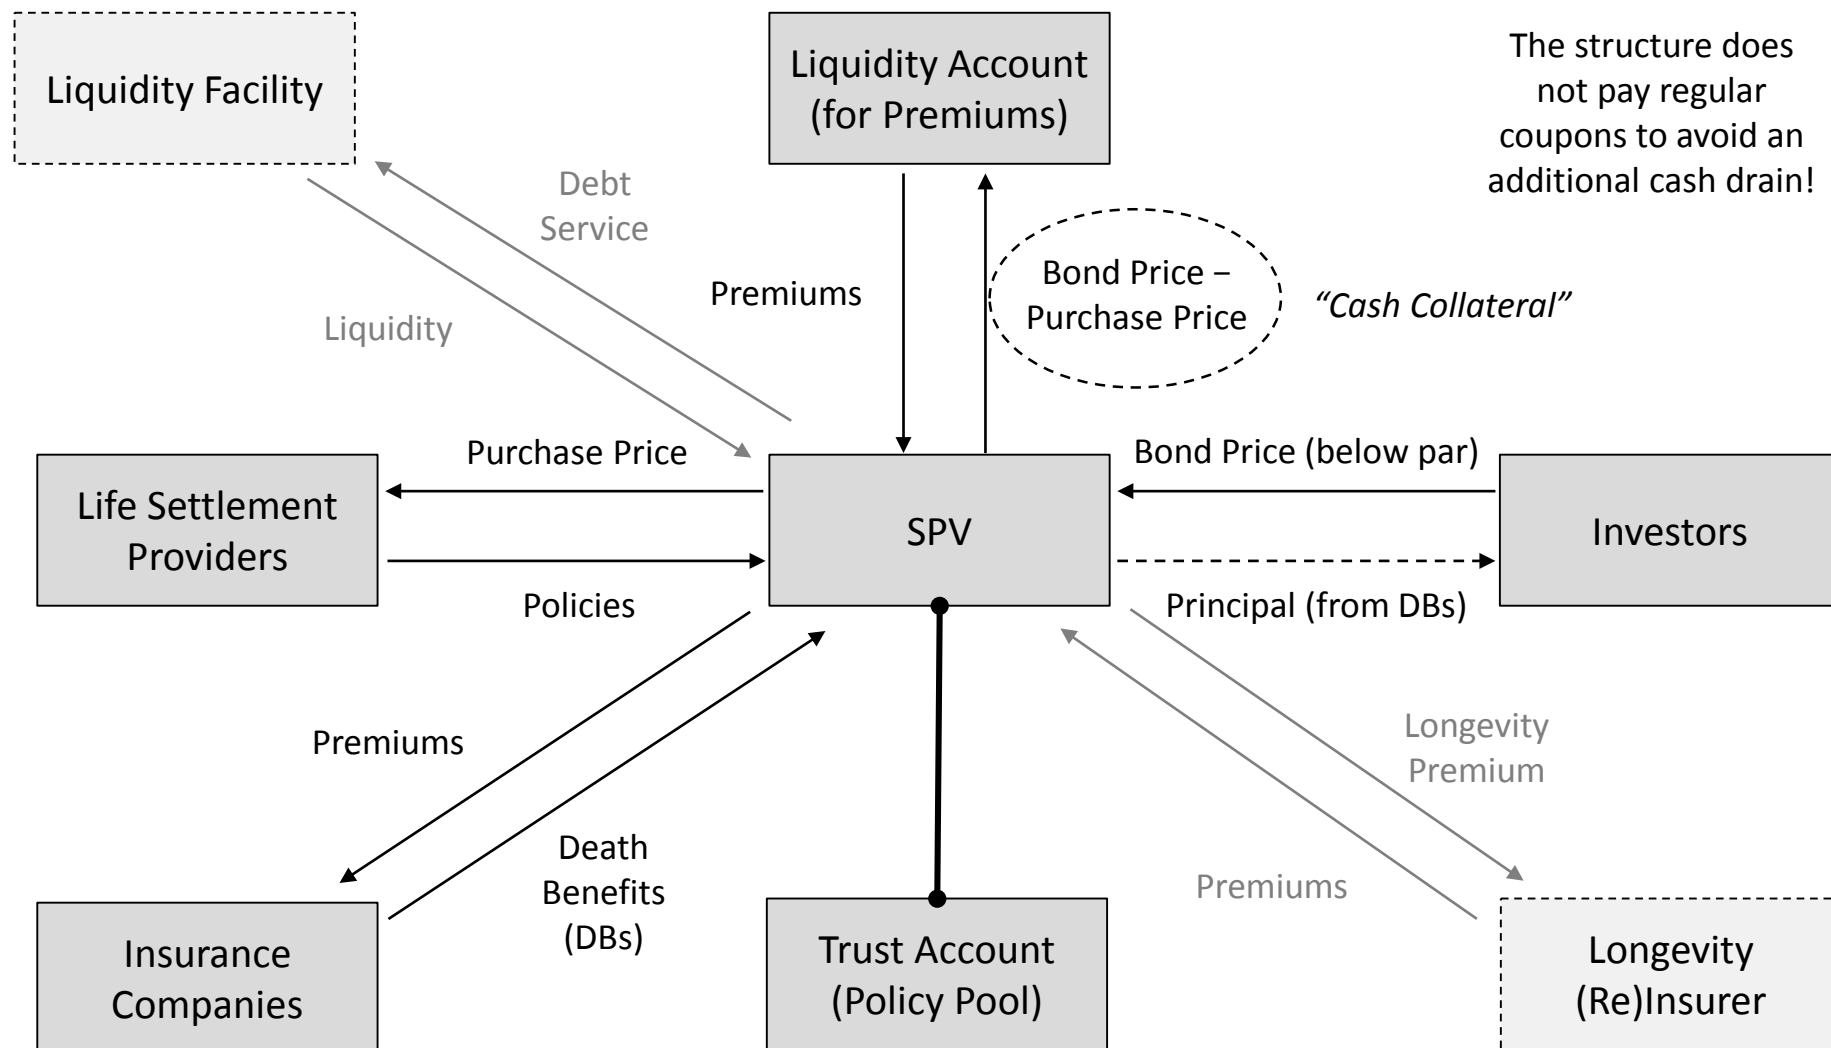 Liquidity Facility
Liquidity Account
(for Premiums)
The structure does
not pay regular
coupons to avoid an
additional cash drain!
Debt
Service
Liquidity
Premiums
Bond Price –
Purchase Price
“Cash Collateral”
Purchase Price
Bond Price (below par)
Life Settlement
Providers
SPV
Investors
Policies
Principal (from DBs)
Premiums
Death
Benefits
(DBs)
Longevity
Premium
Premiums
Insurance
Companies
Trust Account
(Policy Pool)
Longevity
(Re)Insurer